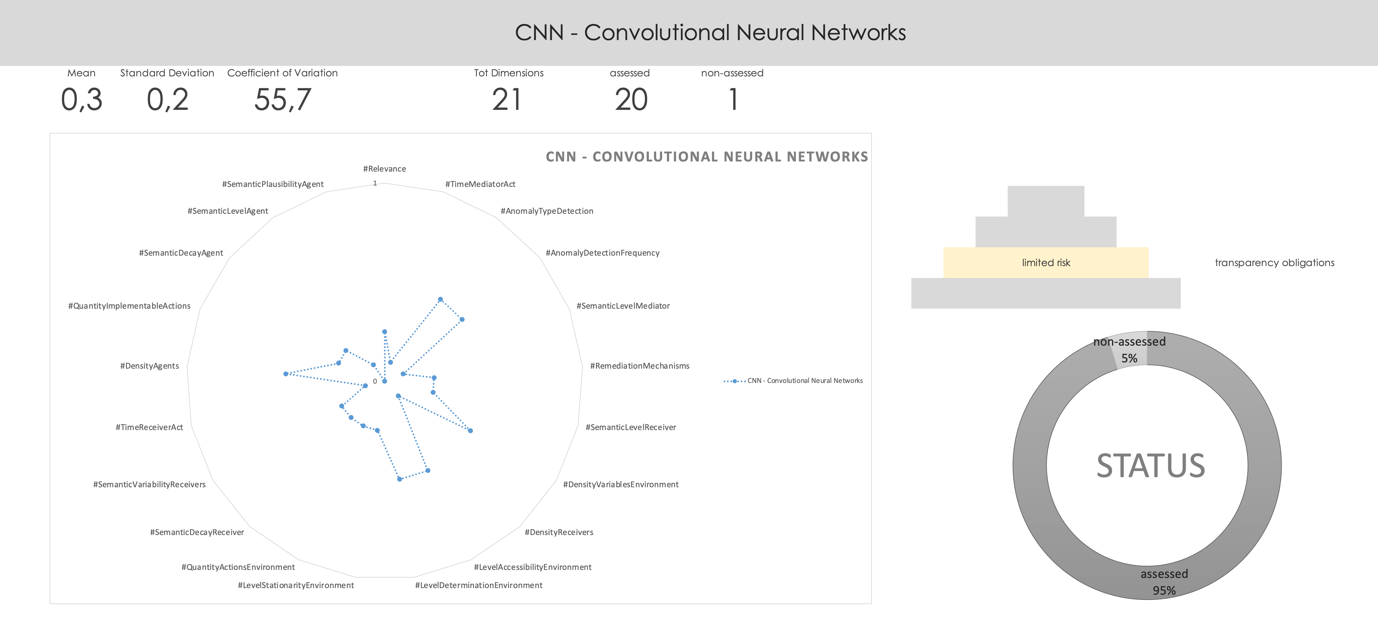 CNN - Convolutional Neural Networks
Mean
Standard Deviation
Coefficient of Variation
Tot Dimensions
assessed
non-assessed
0,3
0,2
55,7
21
20
1
CNN - CONVOLUTIONAL NEURAL NETWORKS
#Relevance
1
#TimeMediatorAct
#AnomalyTypeDetection
#AnomalyDetectionFrequency
#SemanticLevelMediator
#RemediationMechanisms
#SemanticLevelReceiver
#DensityVariablesEnvironment
#DensityReceivers
#LevelAccessibilityEnvironment
#LevelDeterminationEnvironment
#LevelStationarityEnvironment
#QuantityActionsEnvironment
#SemanticDecayReceiver
#SemanticVariabilityReceivers
#TimeReceiverAct
#DensityAgents
#QuantityImplementableActions
#SemanticDecayAgent
#SemanticLevelAgent
#SemanticPlausibilityAgent
0
CNN - Convolutional Neural Networks
limited risk
transparency obligations
non-assessed
5%
STATUS
assessed
95%